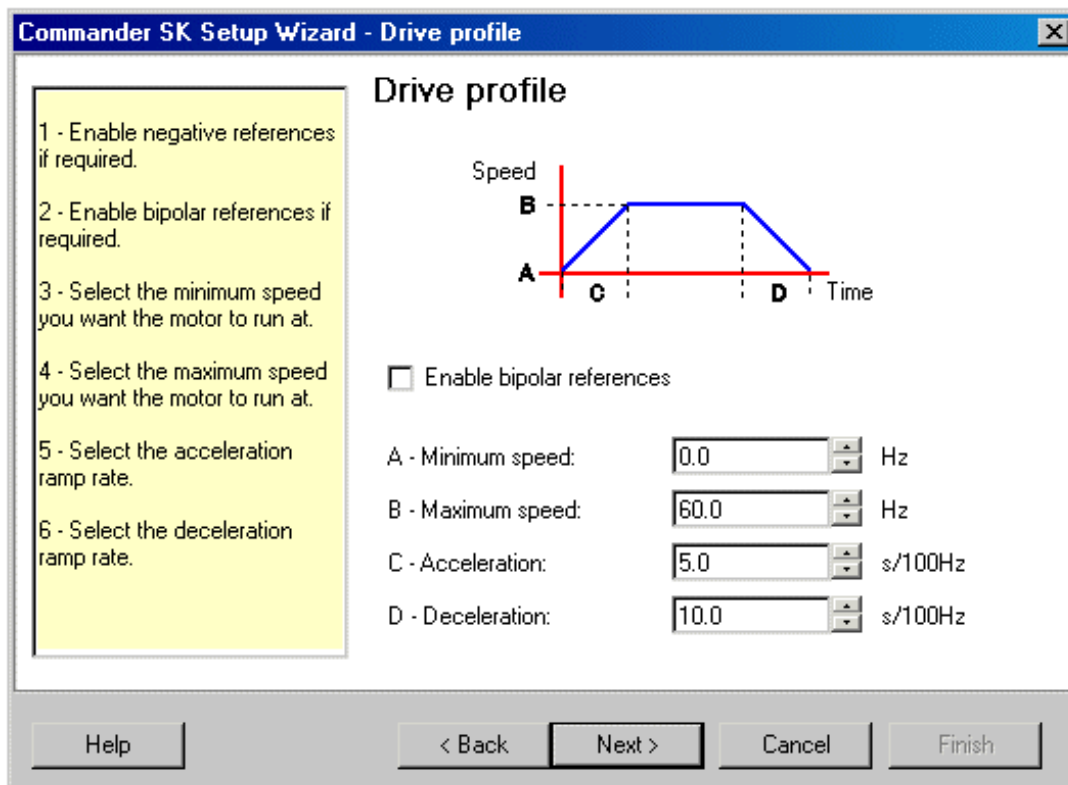 Commander SK Setup Wizard - Drive profile
1 - Enable negative references
if required.
2 - Enable bipolar references if
required.
3 - Select the minimum speed
you want the motor to run at.
4 - Select the maximum speed
you want the motor to run at.
5 - Select the acceleration
ramp rate.
6 - Select the deceleration
ramp rate.
Drive profile
Speed
B
A
C
D
Time
Enable bipolar references
A - Minimum speed: 0.0 Hz
B - Maximum speed: 60.0 Hz
C - Acceleration: 5.0 s/100Hz
D - Deceleration: 10.0 s/100Hz
Help
< Back
Next >
Cancel
Finish